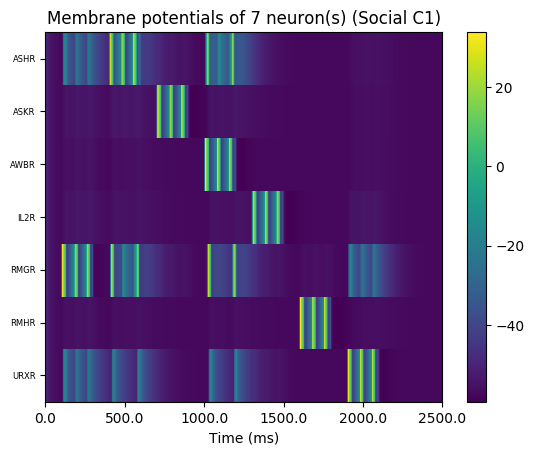 Membrane potentials of 7 neuron(s) (Social C1)
ASHR
ASKR
AWBR
IL2R
RMGR
RMHR
URXR
0.0 500.0 1000.0 1500.0 2000.0 2500.0
Time (ms)
20
0
−20
−40